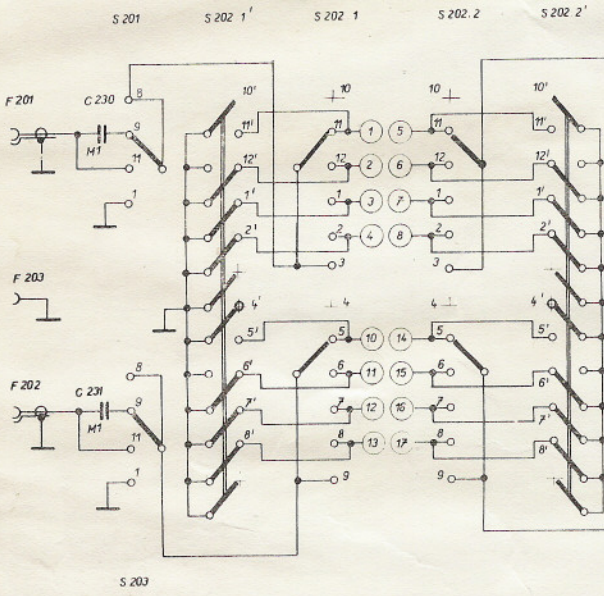 S 201 S 202 1' S 202 1 S 202.2 S 202.2'
8 10' 10 10 10'
F 201 C 230
9 11' 11 1 5 11 11'
M1
11 12' 12 2 6 12 12'
1 1' 1 3 7 1 1'
2' 2 4 8 2 2'
3 3
F 203
4' 4 4 4'
5' 5 10 14 5 5'
8 6' 6 11 15 6 6'
F 202 C 231
9 7' 7 12 16 7 7'
M1
11 8' 8 13 17 8 8'
1 9 9
S 203